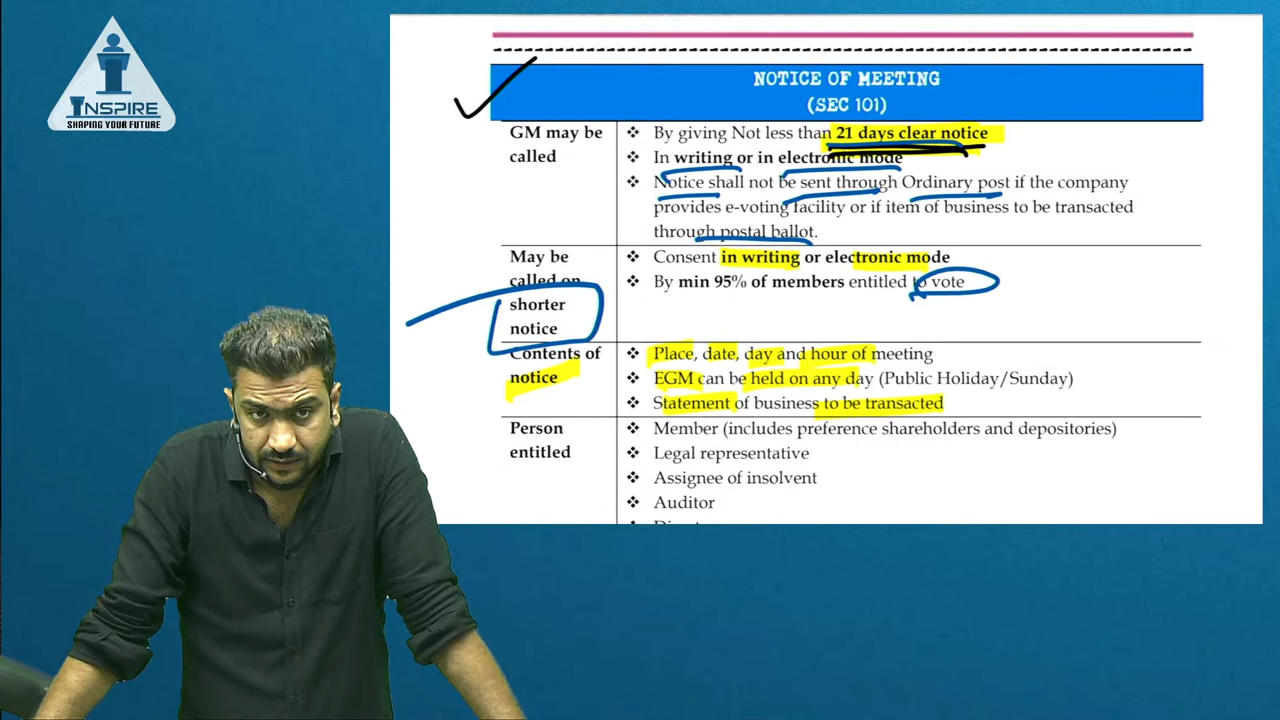 INSPIRE
SHAPING YOUR FUTURE
NOTICE OF MEETING
(SEC 101)
GM may be called
❖ By giving Not less than 21 days clear notice
❖ In writing or in electronic mode
❖ Notice shall not be sent through Ordinary post if the company
provides e-voting facility or if item of business to be transacted
through postal ballot.
May be called on shorter notice
❖ Consent in writing or electronic mode
❖ By min 95% of members entitled to vote
Contents of notice
❖ Place, date, day and hour of meeting
❖ EGM can be held on any day (Public Holiday/Sunday)
❖ Statement of business to be transacted
Person entitled
❖ Member (includes preference shareholders and depositories)
❖ Legal representative
❖ Assignee of insolvent
❖ Auditor